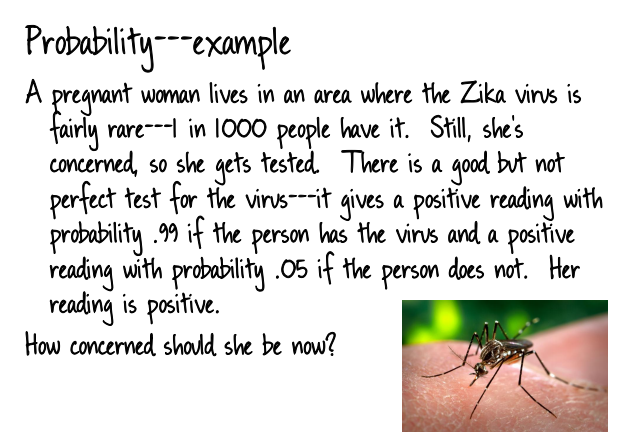 Probability---example
A pregnant woman lives in an area where the Zika virus is
fairly rare---1 in 1000 people have it. Still, she's
concerned, so she gets tested. There is a good but not
perfect test for the virus---it gives a positive reading with
probability .99 if the person has the virus and a positive
reading with probability .05 if the person does not. Her
reading is positive.
How concerned should she be now?